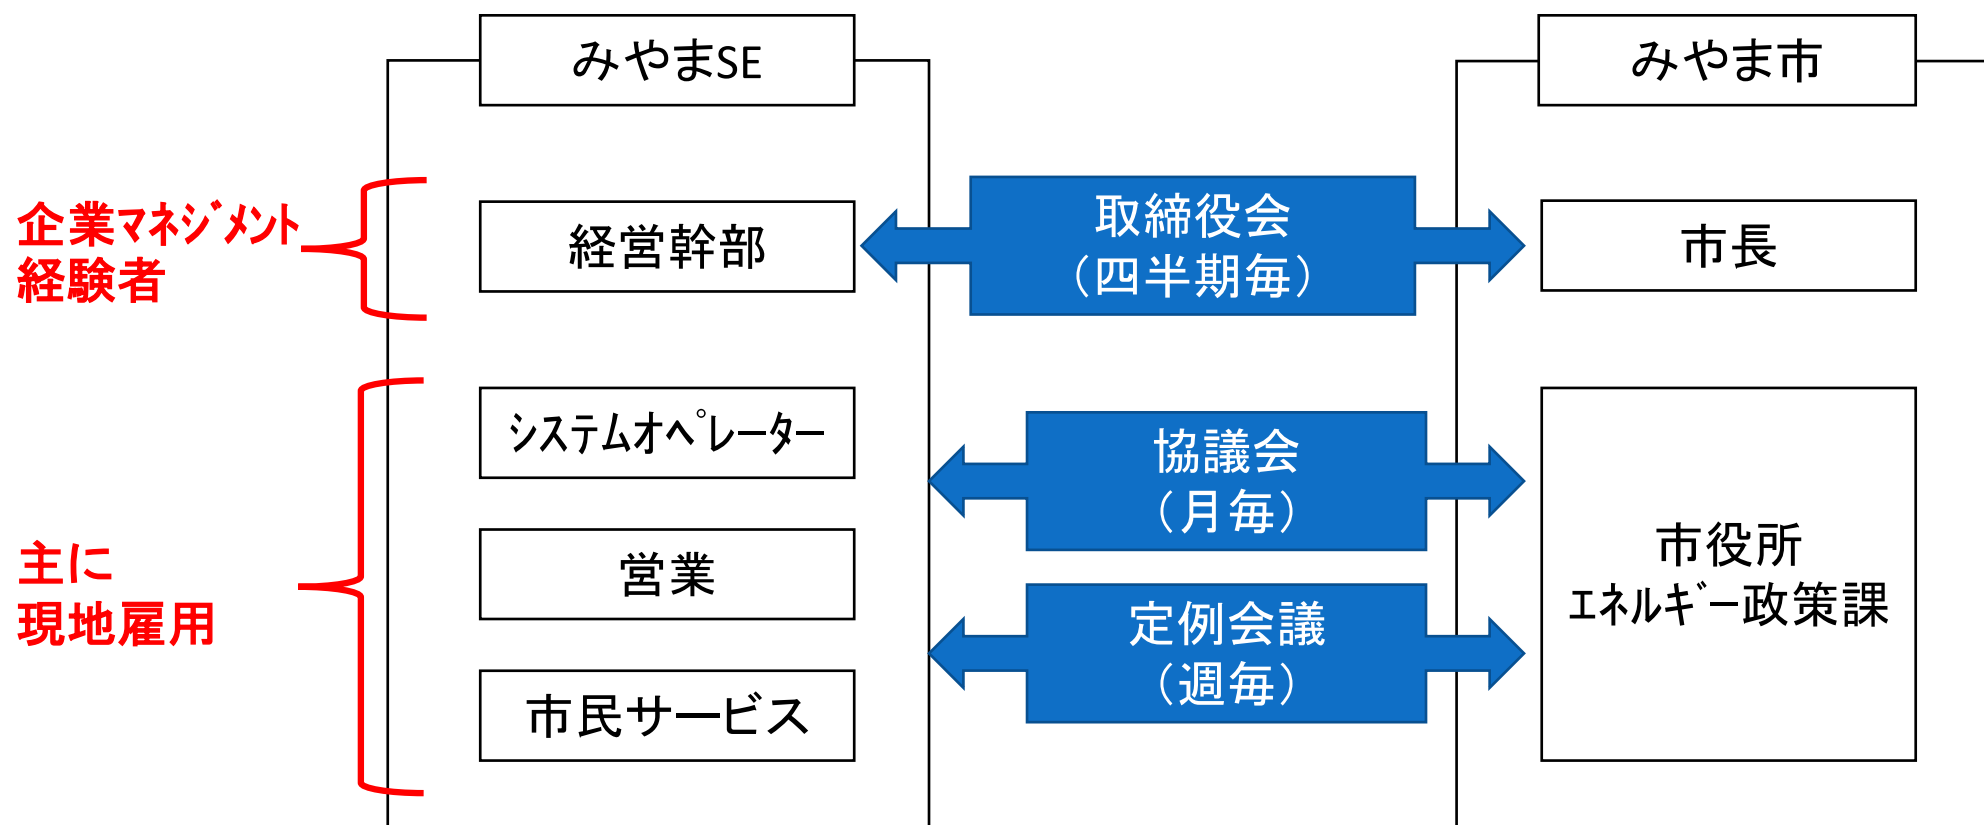 みやまSE
みやま市
企業マネジメント
経験者
経営幹部
取締役会
（四半期毎）
市長
主に
現地雇用
システムオペレーター
営業
市民サービス
協議会
（月毎）
定例会議
（週毎）
市役所
エネルギー政策課